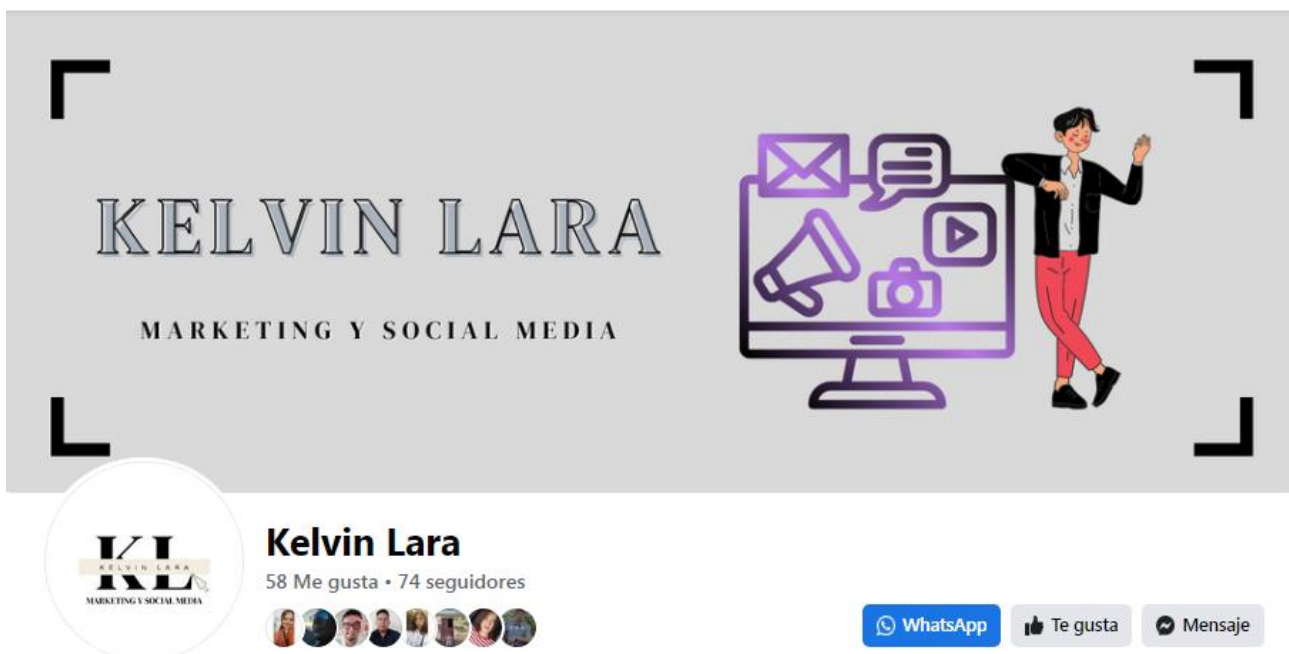 KELVIN LARA
MARKETING Y SOCIAL MEDIA
KL
KELVIN LARA
MARKETING Y SOCIAL MEDIA
Kelvin Lara
58 Me gusta • 74 seguidores
WhatsApp
Te gusta
Mensaje